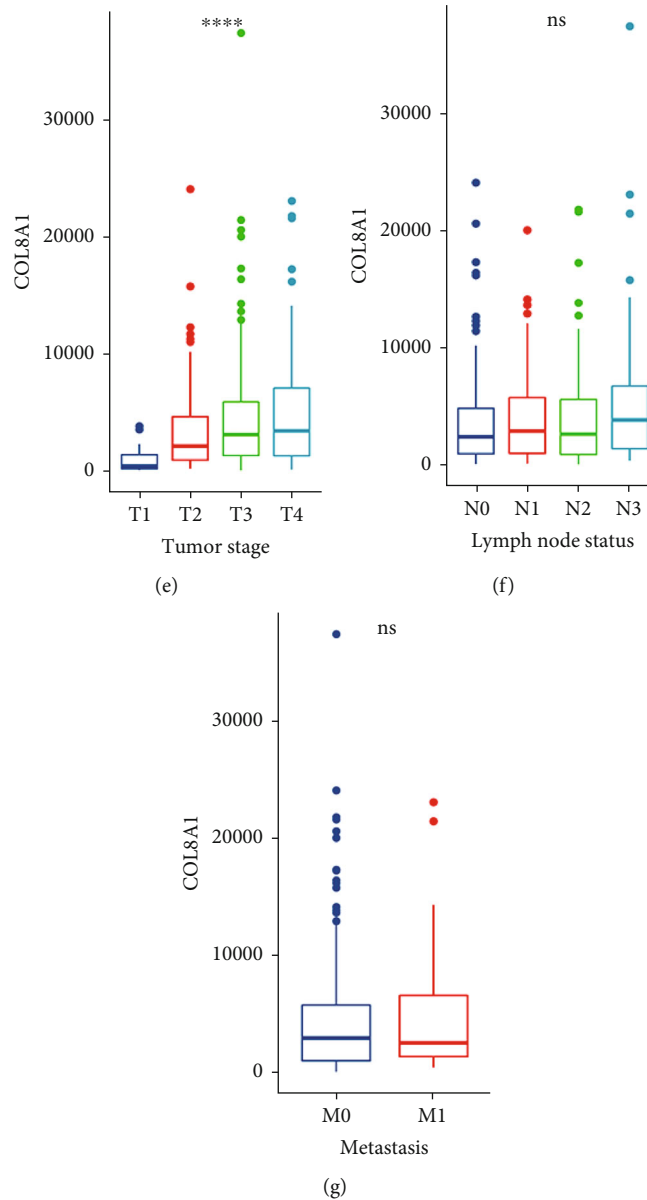 ****
30000
20000
10000
0
COL8A1
T1 T2 T3 T4
Tumor stage
(e)
ns
30000
20000
10000
0
COL8A1
N0 N1 N2 N3
Lymph node status
(f)
ns
30000
20000
10000
0
COL8A1
M0 M1
Metastasis
(g)